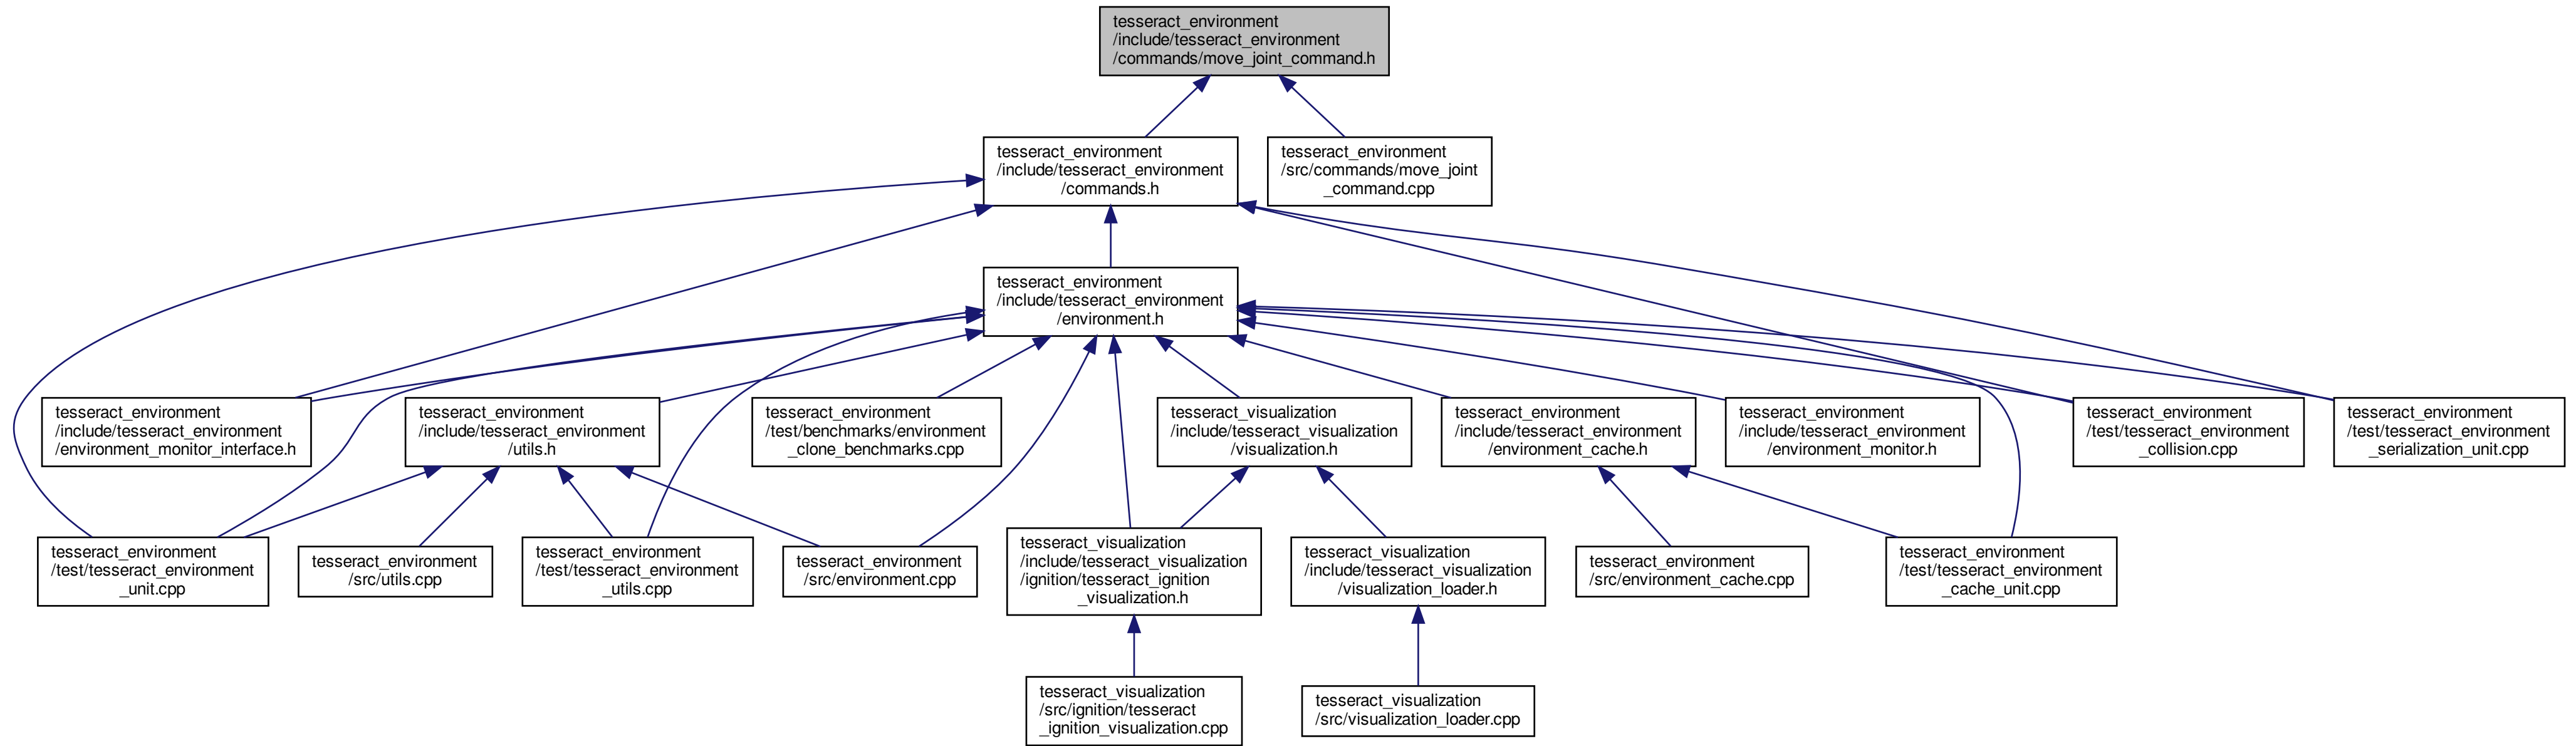 tesseract_environment
/include/tesseract_environment
/commands/move_joint_command.h
tesseract_environment
/include/tesseract_environment
/commands.h
tesseract_environment
/src/commands/move_joint
_command.cpp
tesseract_environment
/include/tesseract_environment
/environment.h
tesseract_environment
/include/tesseract_environment
/environment_monitor_interface.h
tesseract_environment
/include/tesseract_environment
/utils.h
tesseract_environment
/test/benchmarks/environment
_clone_benchmarks.cpp
tesseract_visualization
/include/tesseract_visualization
/visualization.h
tesseract_environment
/include/tesseract_environment
/environment_cache.h
tesseract_environment
/include/tesseract_environment
/environment_monitor.h
tesseract_environment
/test/tesseract_environment
_collision.cpp
tesseract_environment
/test/tesseract_environment
_serialization_unit.cpp
tesseract_environment
/test/tesseract_environment
_unit.cpp
tesseract_environment
/src/utils.cpp
tesseract_environment
/test/tesseract_environment
_utils.cpp
tesseract_environment
/src/environment.cpp
tesseract_visualization
/include/tesseract_visualization
/ignition/tesseract_ignition
_visualization.h
tesseract_visualization
/include/tesseract_visualization
/visualization_loader.h
tesseract_environment
/src/environment_cache.cpp
tesseract_environment
/test/tesseract_environment
_cache_unit.cpp
tesseract_visualization
/src/ignition/tesseract
_ignition_visualization.cpp
tesseract_visualization
/src/visualization_loader.cpp